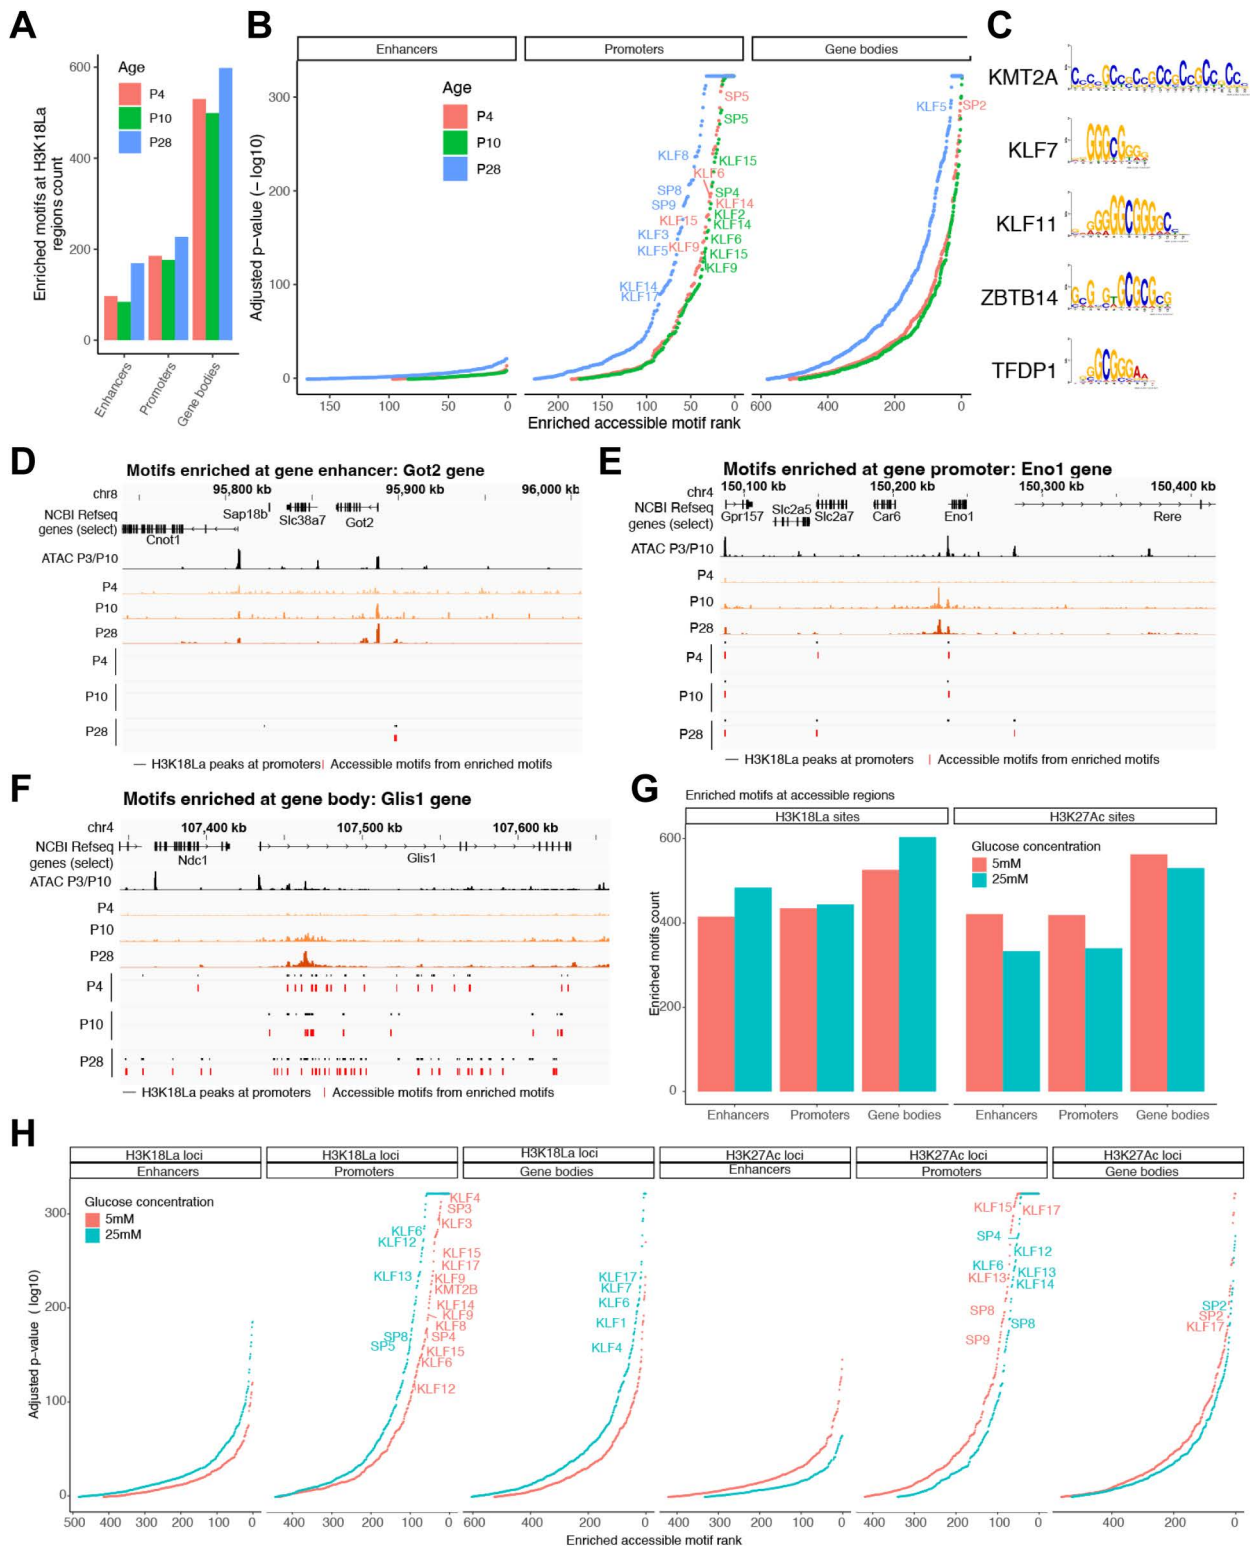 A
Enriched motifs at H3K18La
regions count
600
400
200
0
Age
P4
P10
P28
Enhancers
Promoters
Gene bodies
B
Enhancers
Promoters
Gene bodies
Adjusted p−value (− log10)
300
200
100
0
Age
P4
P10
P28
SP5
SP5
KLF8
KLF15
KLF6
SP8
SP4
SP9
KLF14
KLF15
KLF2
KLF14
KLF3
KLF6
KLF5
KLF9
KLF15
KLF9
KLF14
KLF17
KLF5
SP2
150 100 50 0
200 150 100 50 0
600 400 200 0
Enriched accessible motif rank
C
KMT2A
KLF7
KLF11
ZBTB14
TFDP1
D
Motifs enriched at gene enhancer: Got2 gene
chr8
95,800 kb 95,900 kb 96,000 kb
NCBI Refseq
genes (select)
Sap18b
Slc38a7
Got2
Cnot1
ATAC P3/P10
P4
P10
P28
P4
P10
P28
H3K18La peaks at promoters
Accessible motifs from enriched motifs
E
Motifs enriched at gene promoter: Eno1 gene
chr4
150,100 kb 150,200 kb 150,300 kb 150,400 kb
NCBI Refseq
genes (select)
Gpr157
Slc2a5
Slc2a7
Car6
Eno1
Rere
ATAC P3/P10
P4
P10
P28
P4
P10
P28
H3K18La peaks at promoters
Accessible motifs from enriched motifs
F
Motifs enriched at gene body: Glis1 gene
chr4
107,400 kb 107,500 kb 107,600 kb
NCBI Refseq
genes (select)
Ndc1
Glis1
ATAC P3/P10
P4
P10
P28
P4
P10
P28
H3K18La peaks at promoters
Accessible motifs from enriched motifs
G
Enriched motifs at accessible regions
H3K18La sites
H3K27Ac sites
Enriched motifs count
600
400
200
0
Glucose concentration
5mM
25mM
Enhancers Promoters Gene bodies
Enhancers Promoters Gene bodies
H
H3K18La loci
Enhancers
H3K18La loci
Promoters
H3K18La loci
Gene bodies
H3K27Ac loci
Enhancers
H3K27Ac loci
Promoters
H3K27Ac loci
Gene bodies
Adjusted p−value ( log10)
300
200
100
0
Glucose concentration
5mM
25mM
KLF4
SP3
KLF3
KLF6
KLF12
KLF15
KLF17
KLF13
KLF9
KMT2B
KLF14
KLF9
KLF8
SP8
SP4
SP5
KLF15
KLF6
KLF12
KLF17
KLF7
KLF6
KLF1
KLF4
KLF15
KLF17
SP4
KLF12
KLF6
KLF13
KLF13
KLF14
SP8
SP8
SP9
SP2
SP2
KLF17
500 400 300 200 100 0
400 300 200 100 0
600 400 200 0
400 300 200 100 0
400 300 200 100 0
400 200 0
Enriched accessible motif rank